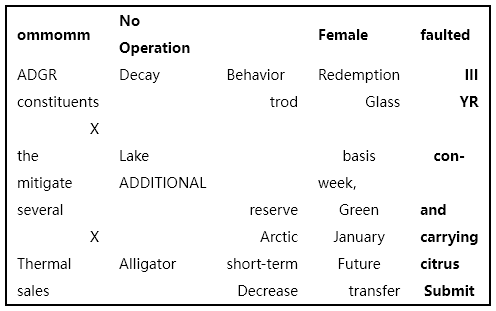 ommomm No Operation Female faulted
ADGR Decay Behavior Redemption III
constituents trod Glass YR
X
the Lake basis con-
mitigate ADDITIONAL week,
several reserve Green and
X Arctic January carrying
Thermal Alligator short-term Future citrus
sales Decrease transfer Submit